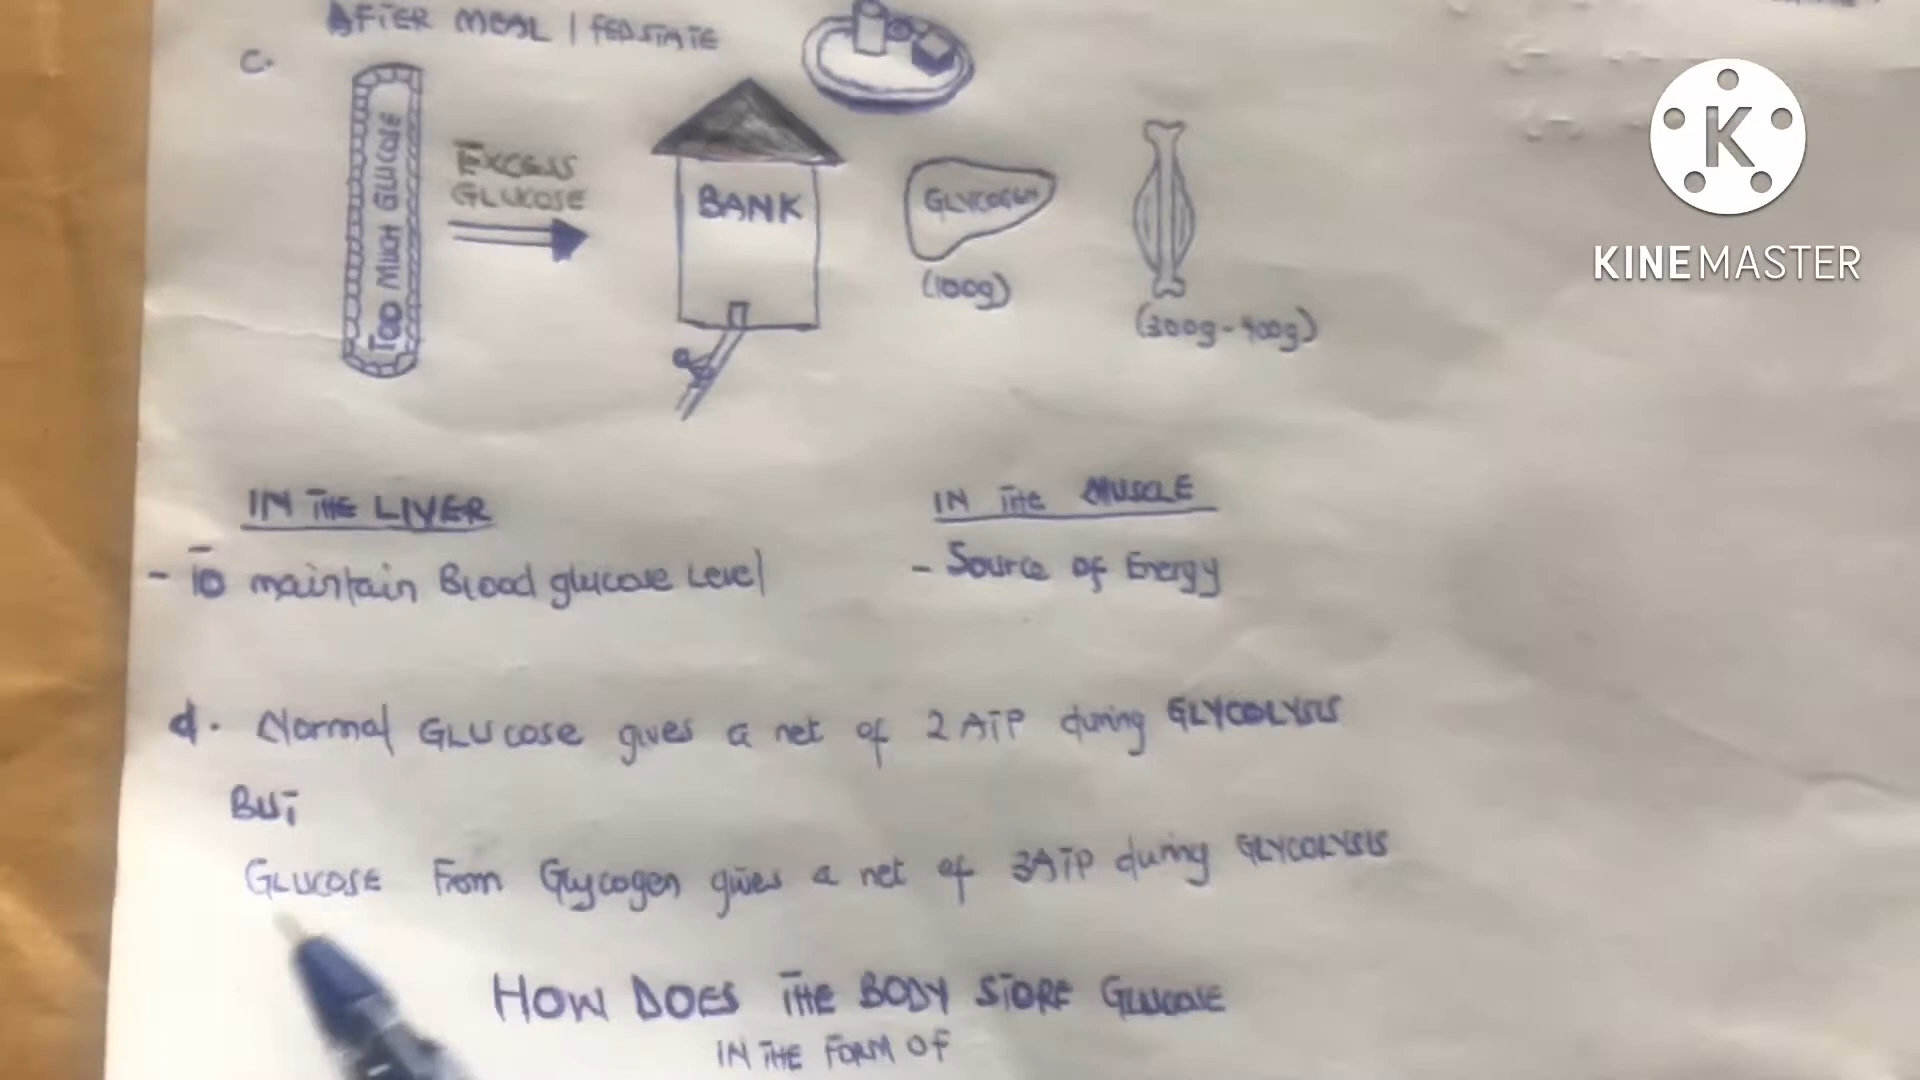 AFTER MEAL | FED STATE
C.
TOO MUCH GLUCOSE
EXCESS
GLUCOSE
BANK
GLYCOGEN
(100g)
(300g-400g)
K
KINEMASTER
IN THE LIVER
- To maintain Blood glucose Level
IN THE MUSCLE
- Source of Energy
d. Normal GLUCOSE gives a net of 2 ATP during GLYCOLYSIS
BUT
GLUCOSE From Glycogen gives a net of 3ATP during GLYCOLYSIS
HOW DOES THE BODY STORE GLUCOSE
IN THE FORM OF